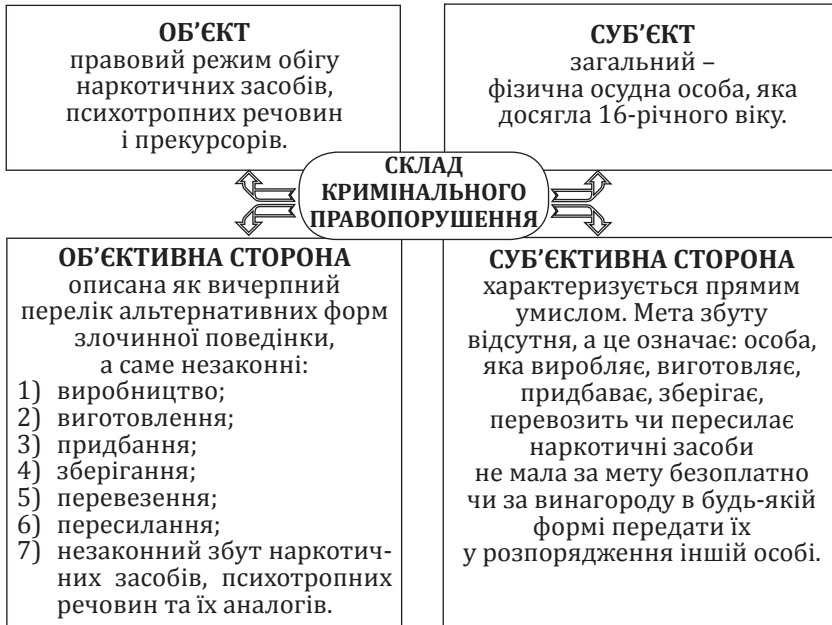 ОБ’ЄКТ
правовий режим обігу
наркотичних засобів,
психотропних речовин
і прекурсорів.
СУБ’ЄКТ
загальний –
фізична осудна особа, яка
досягла 16-річного віку.
СКЛАД
КРИМІНАЛЬНОГО
ПРАВОПОРУШЕННЯ
ОБ’ЄКТИВНА СТОРОНА
описана як вичерпний
перелік альтернативних форм
злочинної поведінки,
а саме незаконні:
1) виробництво;
2) виготовлення;
3) придбання;
4) зберігання;
5) перевезення;
6) пересилання;
7) незаконний збут наркотич-
них засобів, психотропних
речовин та їх аналогів.
СУБ’ЄКТИВНА СТОРОНА
характеризується прямим
умислом. Мета збуту
відсутня, а це означає: особа,
яка виробляє, виготовляє,
придбаває, зберігає,
перевозить чи пересилає
наркотичні засоби
не мала за мету безоплатно
чи за винагороду в будь-якій
формі передати їх
у розпорядження іншій особі.